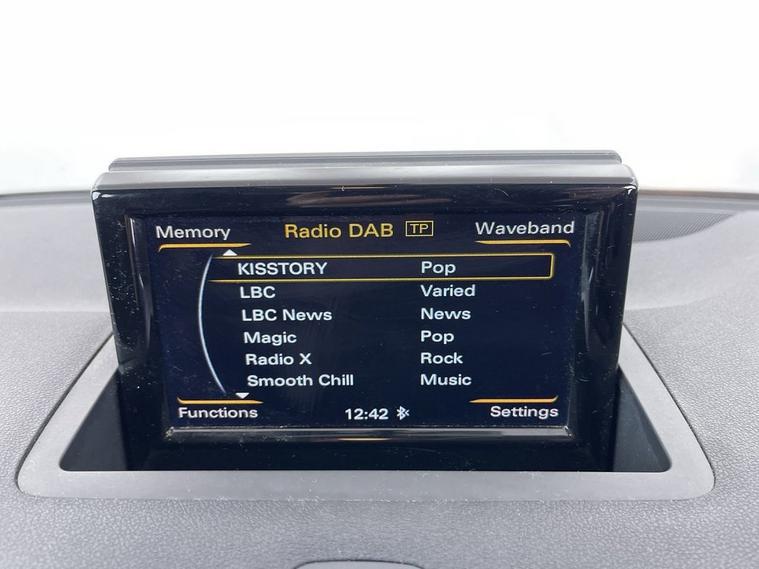 Memory Radio DAB TP Waveband
KISSTORY Pop
LBC Varied
LBC News News
Magic Pop
Radio X Rock
Smooth Chill Music
Functions 12:42 Settings